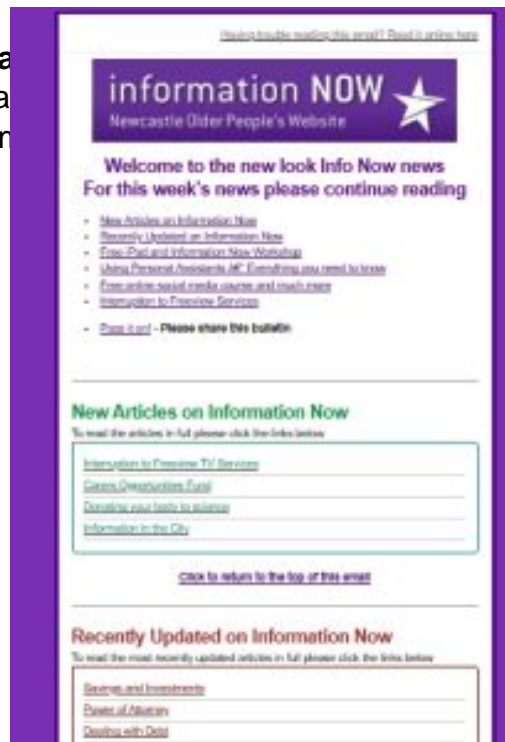 Having trouble reading this email? Read it online here
a
a
information NOW
Newcastle Older People's Website
Welcome to the new look Info Now news
For this week's news please continue reading
New Articles on Information Now
Recently Updated on Information Now
Free iPad and Information Now Workshop
Using Personal Assistants â€“ Everything you need to know
Free online social media course and much more
Interruption to Freeview Services
Pass it on! - Please share this bulletin
New Articles on Information Now
To read the articles in full please click the links below
Interruption to Freeview TV Services
Carers Opportunities Fund
Donating your body to science
Information in the City
Click to return to the top of this email
Recently Updated on Information Now
To read the most recently updated articles in full please click the links below
Savings and Investments
Power of Attorney
Dealing with Debt